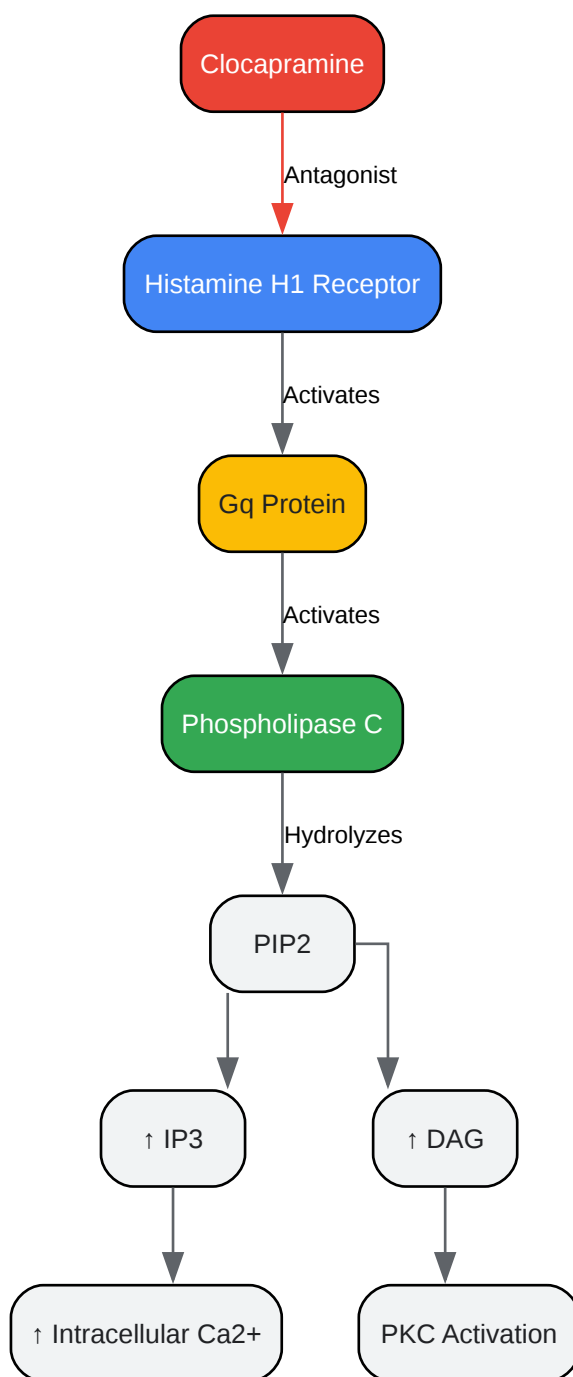 Clocapramine
Antagonist
Histamine H1 Receptor
Activates
Gq Protein
Activates
Phospholipase C
Hydrolyzes
PIP2
↑ IP3
↑ DAG
↑ Intracellular Ca2+
PKC Activation